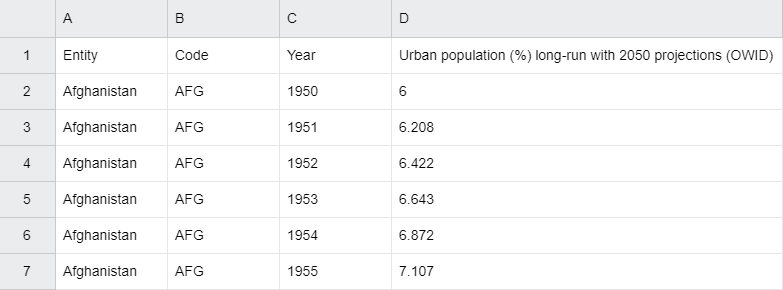 A B C D
1 Entity Code Year Urban population (%) long-run with 2050 projections (OWID)
2 Afghanistan AFG 1950 6
3 Afghanistan AFG 1951 6.208
4 Afghanistan AFG 1952 6.422
5 Afghanistan AFG 1953 6.643
6 Afghanistan AFG 1954 6.872
7 Afghanistan AFG 1955 7.107